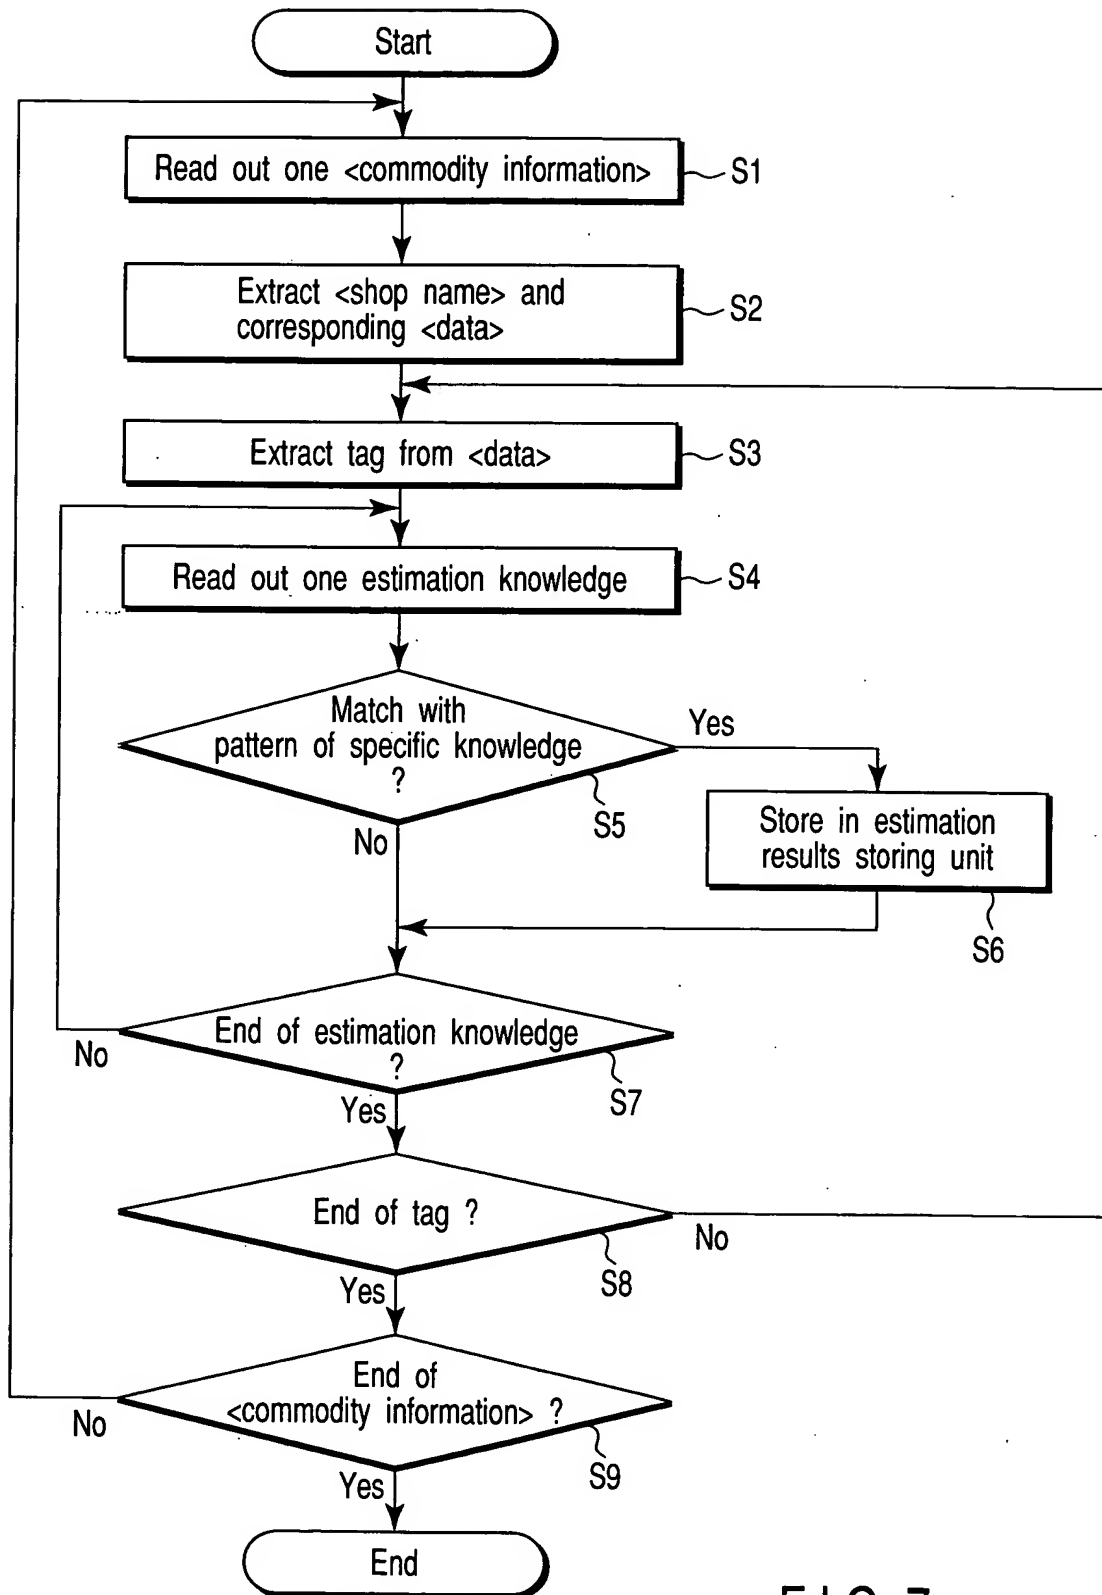 Start
Read out one <commodity information>
S1
Extract <shop name> and
corresponding <data>
S2
Extract tag from <data>
S3
Read out one estimation knowledge
S4
Match with
pattern of specific knowledge
?
Yes
S5
No
Store in estimation
results storing unit
S6
End of estimation knowledge
?
No
S7
Yes
End of tag ?
No
S8
Yes
End of
<commodity information> ?
No
S9
Yes
End